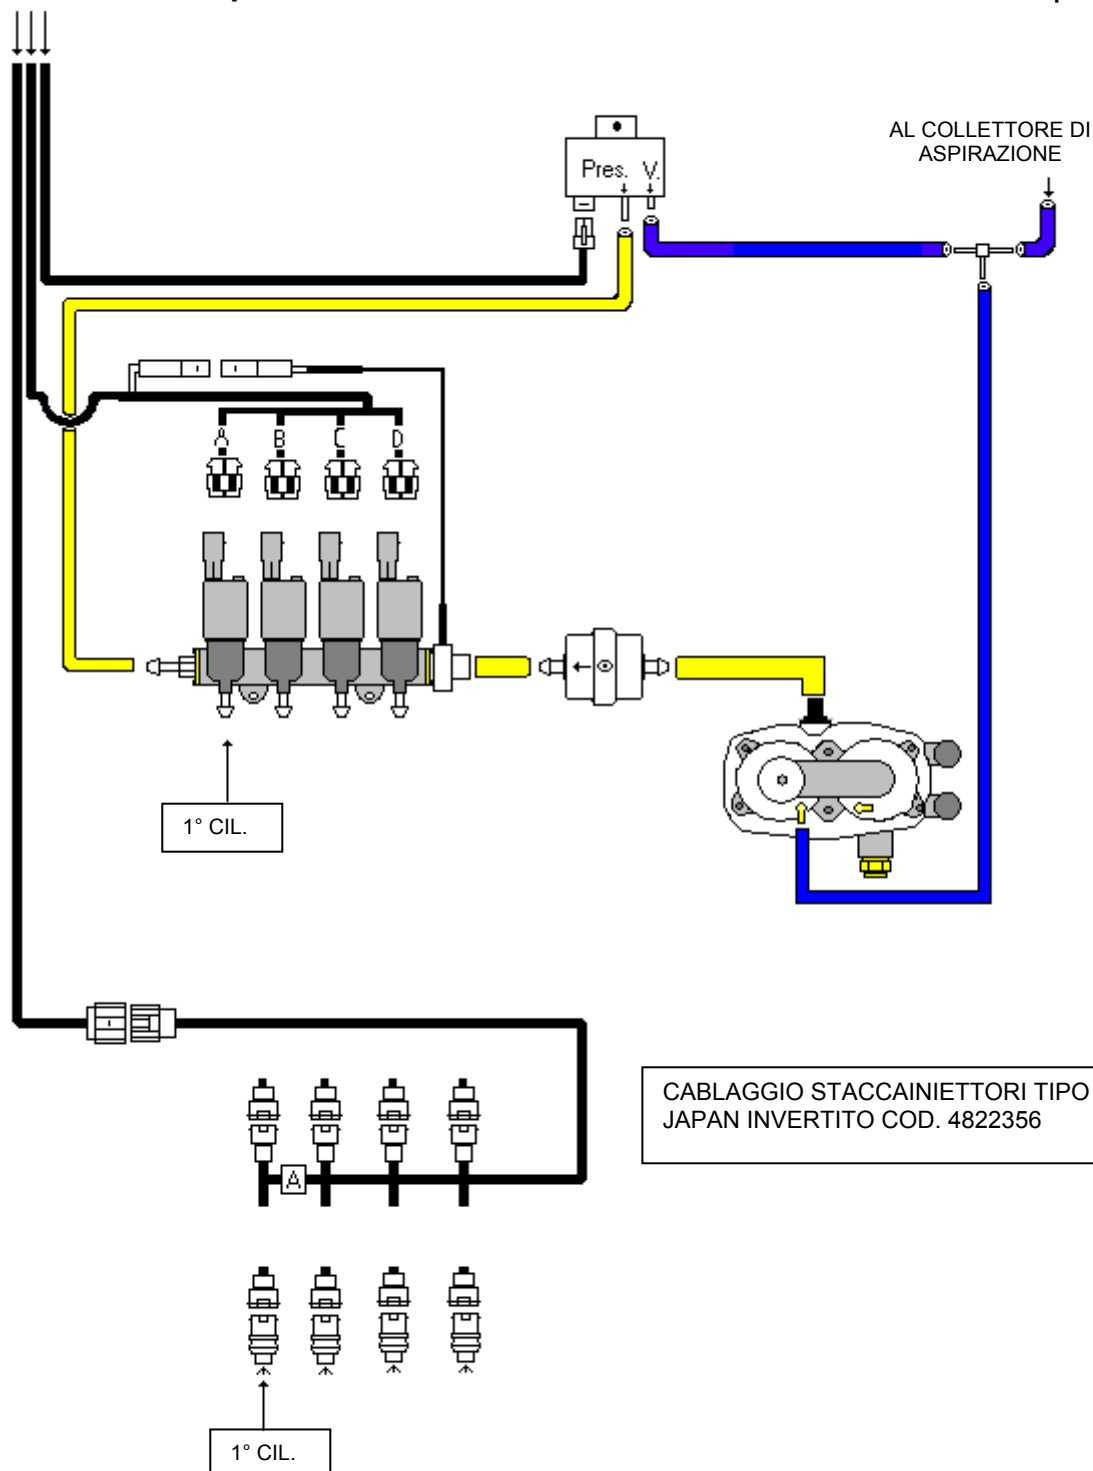 AL COLLETTORE DI
ASPIRAZIONE
Pres. V.
A B C D
1° CIL.
CABLAGGIO STACCAINIETTORI TIPO
JAPAN INVERTITO COD. 4822356
A
1° CIL.